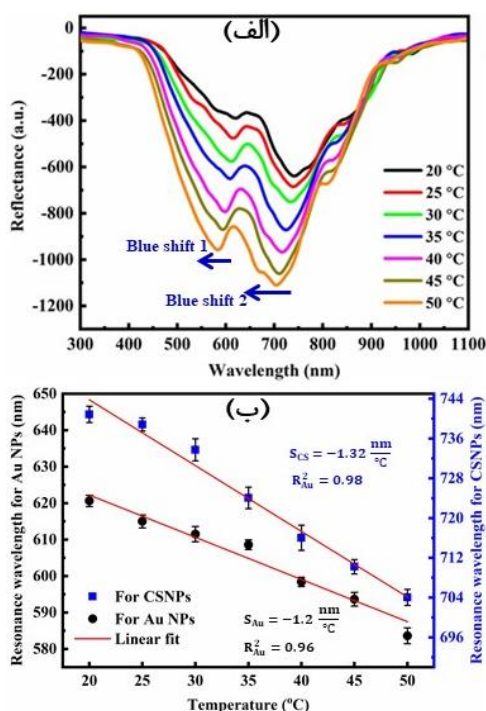 (ألف)
0
-200
-400
-600
-800
-1000
-1200
Reflectance (a.u.)
20 °C
25 °C
30 °C
35 °C
40 °C
45 °C
50 °C
Blue shift 1
Blue shift 2
300 400 500 600 700 800 900 1000 1100
Wavelength (nm)
(ب)
650
640
630
620
610
600
590
580
Resonance wavelength for Au NPs (nm)
744
736
728
720
712
704
696
Resonance wavelength for CSNPs (nm)
S_CS = −1.32 nm/°C
R²_Au = 0.98
For CSNPs
For Au NPs
Linear fit
S_Au = −1.2 nm/°C
R²_Au = 0.96
20 25 30 35 40 45 50
Temperature (°C)